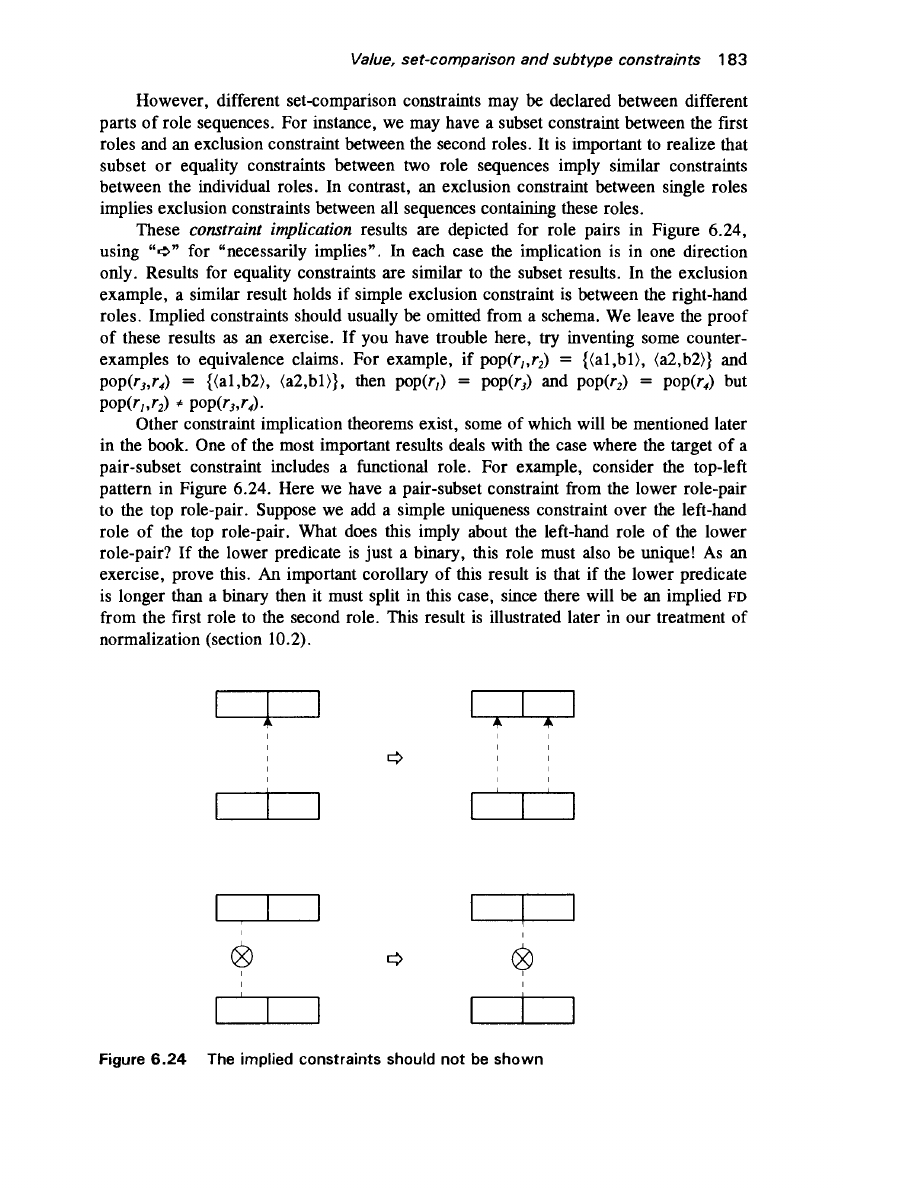 Value, set-comparison and subtype constraints 183
However, different set-comparison constraints may be declared between different
parts of role sequences. For instance, we may have a subset constraint between the first
roles and an exclusion constraint between the second roles. It is important to realize that
subset or equality constraints between two role sequences imply similar constraints
between the individual roles. In contrast, an exclusion constraint between single roles
implies exclusion constraints between all sequences containing these roles.
These constraint implication results are depicted for role pairs in Figure 6.24,
using “⇨” for “necessarily implies”. In each case the implication is in one direction
only. Results for equality constraints are similar to the subset results. In the exclusion
example, a similar result holds if simple exclusion constraint is between the right-hand
roles. Implied constraints should usually be omitted from a schema. We leave the proof
of these results as an exercise. If you have trouble here, try inventing some counter-
examples to equivalence claims. For example, if pop(r1,r2) = {⟨a1,b1⟩, ⟨a2,b2⟩} and
pop(r3,r4) = {⟨a1,b2⟩, ⟨a2,b1⟩}, then pop(r1) = pop(r3) and pop(r2) = pop(r4) but
pop(r1,r2) ≠ pop(r3,r4).
Other constraint implication theorems exist, some of which will be mentioned later
in the book. One of the most important results deals with the case where the target of a
pair-subset constraint includes a functional role. For example, consider the top-left
pattern in Figure 6.24. Here we have a pair-subset constraint from the lower role-pair
to the top role-pair. Suppose we add a simple uniqueness constraint over the left-hand
role of the top role-pair. What does this imply about the left-hand role of the lower
role-pair? If the lower predicate is just a binary, this role must also be unique! As an
exercise, prove this. An important corollary of this result is that if the lower predicate
is longer than a binary then it must split in this case, since there will be an implied FD
from the first role to the second role. This result is illustrated later in our treatment of
normalization (section 10.2).
⇨
⇨
Figure 6.24 The implied constraints should not be shown